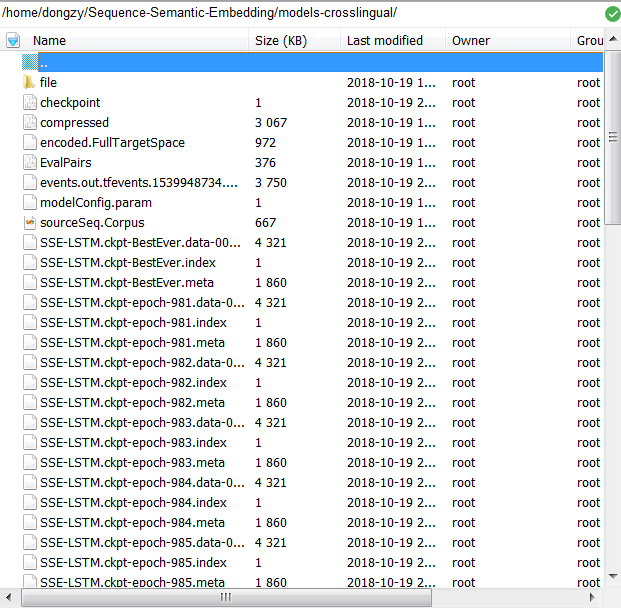 /home/dongzy/Sequence-Semantic-Embedding/models-crosslingual/
Name Size (KB) Last modified Owner Grou
..
file 2018-10-19 1... root root
checkpoint 1 2018-10-19 2... root root
compressed 3 067 2018-10-19 1... root root
encoded.FullTargetSpace 972 2018-10-19 1... root root
EvalPairs 376 2018-10-19 1... root root
events.out.tfevents.1539948734.... 3 750 2018-10-19 2... root root
modelConfig.param 1 2018-10-19 1... root root
sourceSeq.Corpus 667 2018-10-19 1... root root
SSE-LSTM.ckpt-BestEver.data-00... 4 321 2018-10-19 2... root root
SSE-LSTM.ckpt-BestEver.index 1 2018-10-19 2... root root
SSE-LSTM.ckpt-BestEver.meta 1 860 2018-10-19 2... root root
SSE-LSTM.ckpt-epoch-981.data-0... 4 321 2018-10-19 2... root root
SSE-LSTM.ckpt-epoch-981.index 1 2018-10-19 2... root root
SSE-LSTM.ckpt-epoch-981.meta 1 860 2018-10-19 2... root root
SSE-LSTM.ckpt-epoch-982.data-0... 4 321 2018-10-19 2... root root
SSE-LSTM.ckpt-epoch-982.index 1 2018-10-19 2... root root
SSE-LSTM.ckpt-epoch-982.meta 1 860 2018-10-19 2... root root
SSE-LSTM.ckpt-epoch-983.data-0... 4 321 2018-10-19 2... root root
SSE-LSTM.ckpt-epoch-983.index 1 2018-10-19 2... root root
SSE-LSTM.ckpt-epoch-983.meta 1 860 2018-10-19 2... root root
SSE-LSTM.ckpt-epoch-984.data-0... 4 321 2018-10-19 2... root root
SSE-LSTM.ckpt-epoch-984.index 1 2018-10-19 2... root root
SSE-LSTM.ckpt-epoch-984.meta 1 860 2018-10-19 2... root root
SSE-LSTM.ckpt-epoch-985.data-0... 4 321 2018-10-19 2... root root
SSE-LSTM.ckpt-epoch-985.index 1 2018-10-19 2... root root
SSE-LSTM.ckpt-epoch-985.meta 1 860 2018-10-19 2... root root